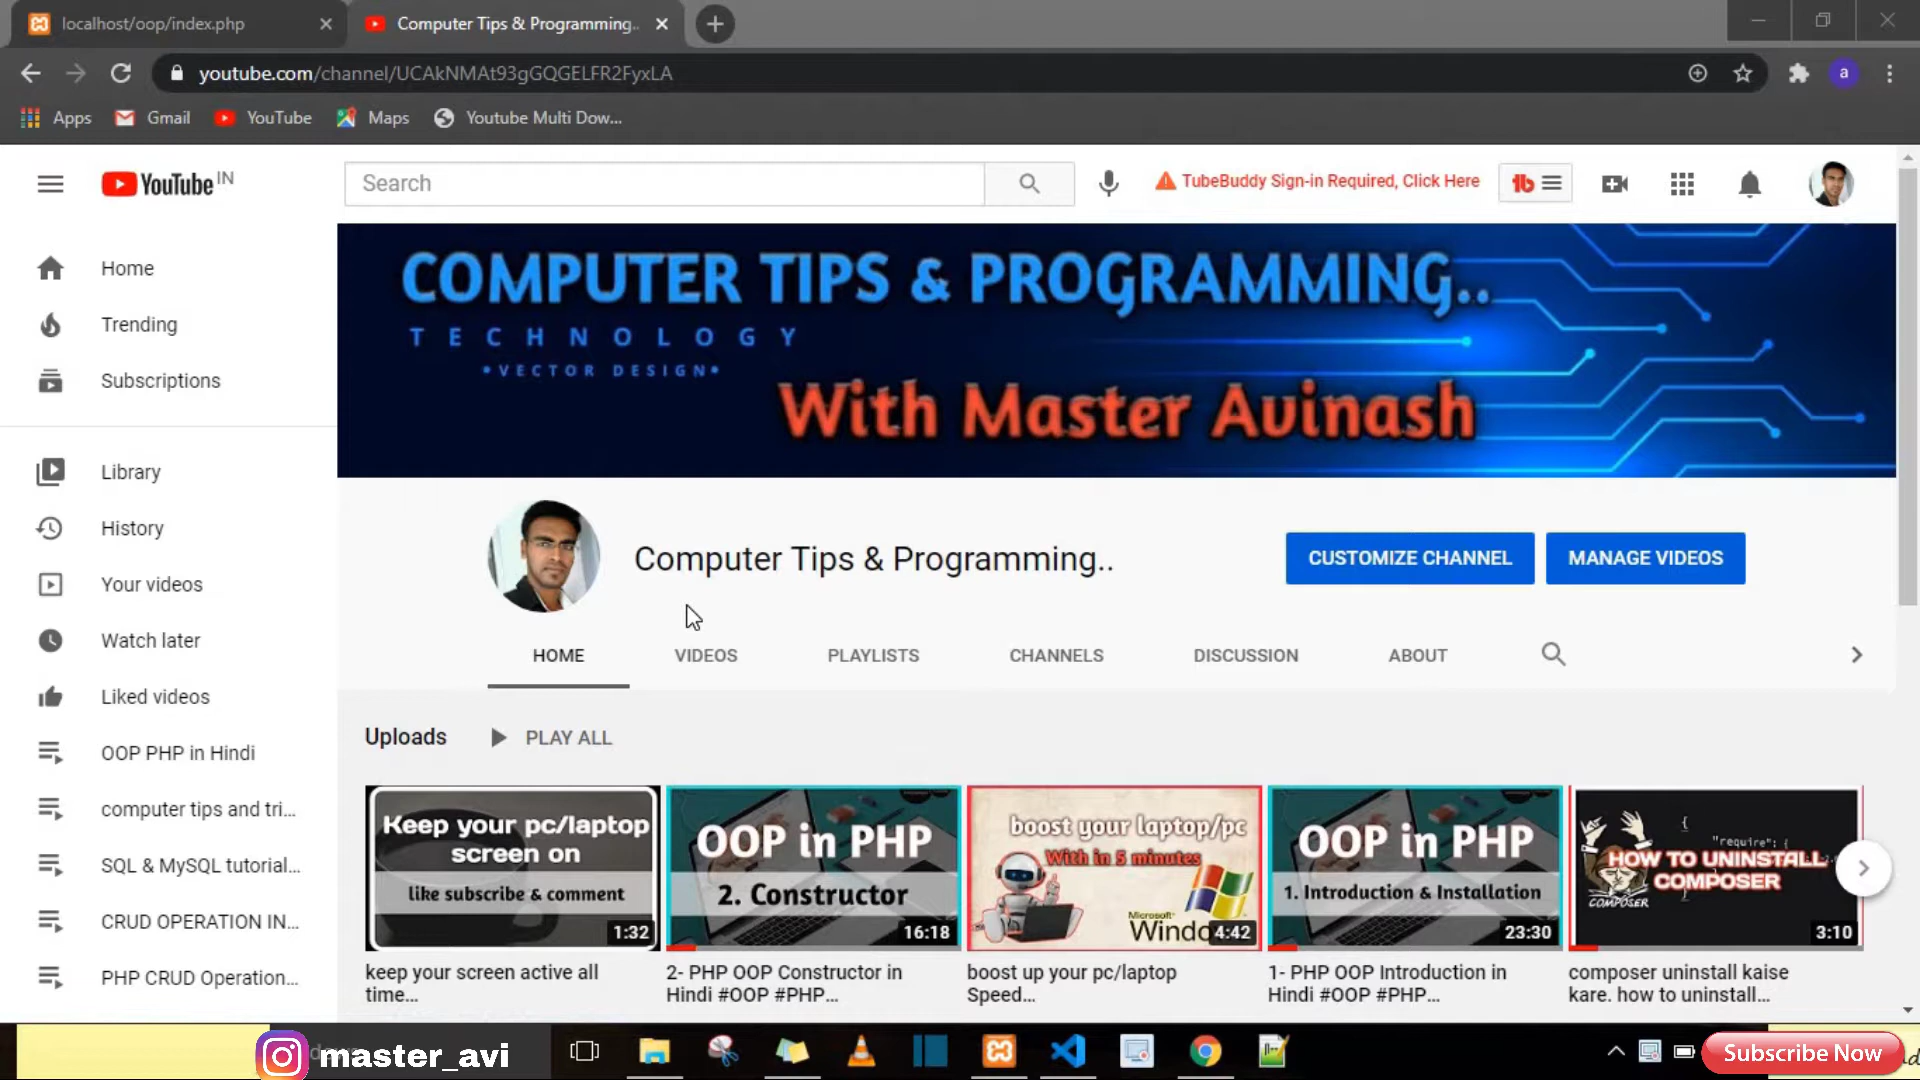 localhost/oop/index.php
Computer Tips & Programming..
youtube.com/channel/UCAkNMAt93gGQGELFR2FyxLA
a
Apps
Gmail
YouTube
Maps
Youtube Multi Dow...
YouTube IN
Search
TubeBuddy Sign-in Required, Click Here
Home
Trending
Subscriptions
Library
History
Your videos
Watch later
Liked videos
OOP PHP in Hindi
computer tips and tri...
SQL & MySQL tutorial...
CRUD OPERATION IN...
PHP CRUD Operation...
COMPUTER TIPS & PROGRAMMING..
TECHNOLOGY
•VECTOR DESIGN•
With Master Avinash
Computer Tips & Programming..
CUSTOMIZE CHANNEL
MANAGE VIDEOS
HOME
VIDEOS
PLAYLISTS
CHANNELS
DISCUSSION
ABOUT
Uploads
PLAY ALL
Keep your pc/laptop
screen on
like subscribe & comment
1:32
keep your screen active all
time...
OOP in PHP
2. Constructor
16:18
2- PHP OOP Constructor in
Hindi #OOP #PHP...
boost your laptop/pc
With in 5 minutes
Microsoft
Windo
4:42
boost up your pc/laptop
Speed...
OOP in PHP
1. Introduction & Installation
23:30
1- PHP OOP Introduction in
Hindi #OOP #PHP...
{
"require": {
HOW TO UNINSTALL
COMPOSER
COMPOSER
3:10
composer uninstall kaise
kare. how to uninstall...
master_avi
Subscribe Now